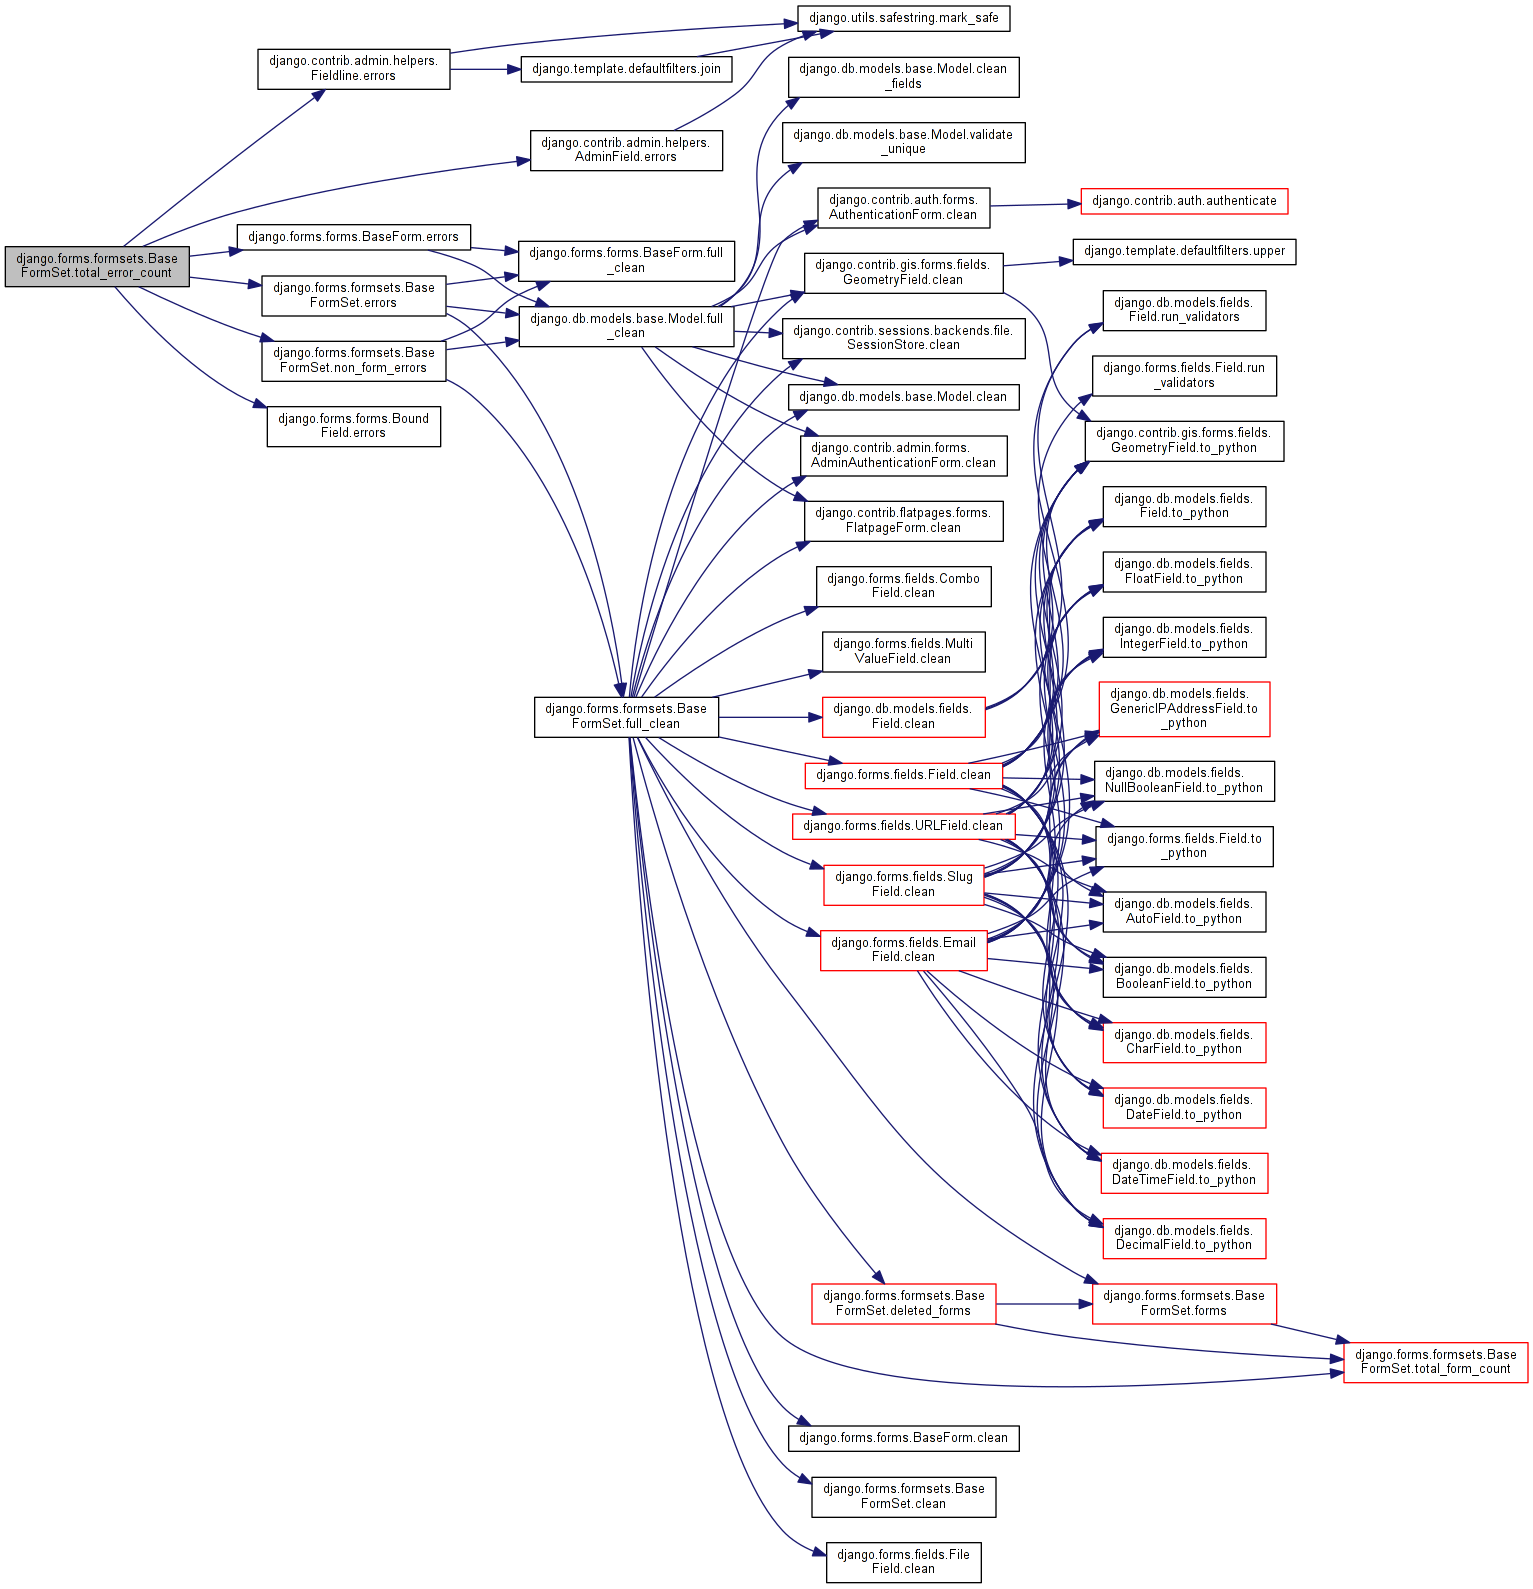 django.forms.formsets.Base
FormSet.total_error_count
django.contrib.admin.helpers.
Fieldline.errors
django.contrib.admin.helpers.
AdminField.errors
django.forms.forms.BaseForm.errors
django.forms.formsets.Base
FormSet.errors
django.forms.formsets.Base
FormSet.non_form_errors
django.forms.forms.Bound
Field.errors
django.template.defaultfilters.join
django.forms.forms.BaseForm.full
_clean
django.db.models.base.Model.full
_clean
django.forms.formsets.Base
FormSet.full_clean
django.utils.safestring.mark_safe
django.db.models.base.Model.clean
_fields
django.db.models.base.Model.validate
_unique
django.contrib.auth.forms.
AuthenticationForm.clean
django.contrib.gis.forms.fields.
GeometryField.clean
django.contrib.sessions.backends.file.
SessionStore.clean
django.db.models.base.Model.clean
django.contrib.admin.forms.
AdminAuthenticationForm.clean
django.contrib.flatpages.forms.
FlatpageForm.clean
django.forms.fields.Combo
Field.clean
django.forms.fields.Multi
ValueField.clean
django.db.models.fields.
Field.clean
django.forms.fields.Field.clean
django.forms.fields.URLField.clean
django.forms.fields.Slug
Field.clean
django.forms.fields.Email
Field.clean
django.forms.formsets.Base
FormSet.deleted_forms
django.forms.forms.BaseForm.clean
django.forms.formsets.Base
FormSet.clean
django.forms.fields.File
Field.clean
django.contrib.auth.authenticate
django.template.defaultfilters.upper
django.db.models.fields.
Field.run_validators
django.forms.fields.Field.run
_validators
django.contrib.gis.forms.fields.
GeometryField.to_python
django.db.models.fields.
Field.to_python
django.db.models.fields.
FloatField.to_python
django.db.models.fields.
IntegerField.to_python
django.db.models.fields.
GenericIPAddressField.to
_python
django.db.models.fields.
NullBooleanField.to_python
django.forms.fields.Field.to
_python
django.db.models.fields.
AutoField.to_python
django.db.models.fields.
BooleanField.to_python
django.db.models.fields.
CharField.to_python
django.db.models.fields.
DateField.to_python
django.db.models.fields.
DateTimeField.to_python
django.db.models.fields.
DecimalField.to_python
django.forms.formsets.Base
FormSet.forms
django.forms.formsets.Base
FormSet.total_form_count